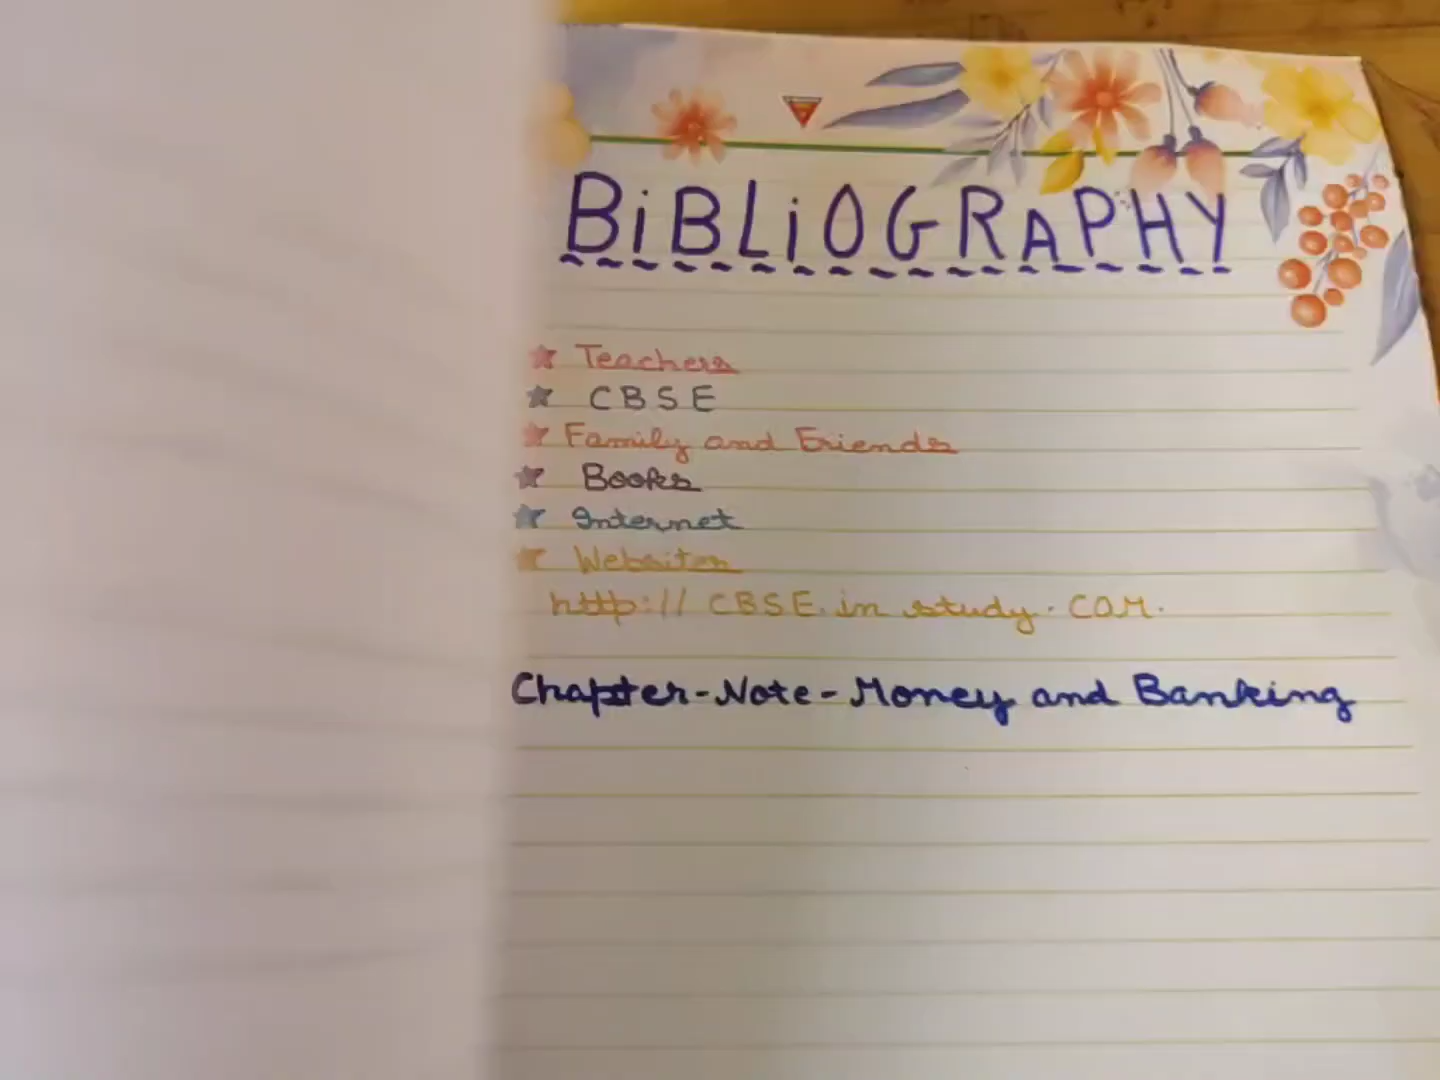 BiBLiOGRAPHY
Teachers
CBSE
Family and Friends
Books
Internet
Websites
http:// CBSE.in study.COM.
Chapter-Note-Money and Banking